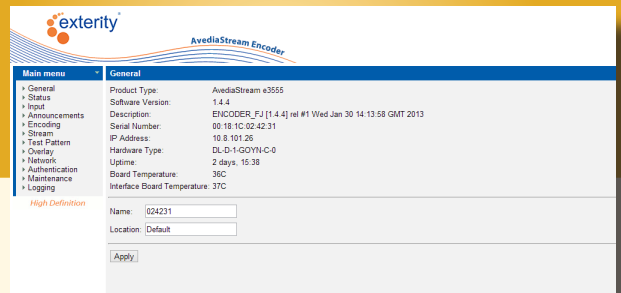 exterity
AvediaStream Encoder
Main menu
General
Status
Input
Announcements
Encoding
Stream
Test Pattern
Overlay
Network
Authentication
Maintenance
Logging
High Definition
General
Product Type: AvediaStream e3555
Software Version: 1.4.4
Description: ENCODER_FJ [1.4.4] rel #1 Wed Jan 30 14:13:58 GMT 2013
Serial Number: 00:18:1C:02:42:31
IP Address: 10.8.101.26
Hardware Type: DL-D-1-GOYN-C-0
Uptime: 2 days, 15:38
Board Temperature: 36C
Interface Board Temperature: 37C
Name: 024231
Location: Default
Apply